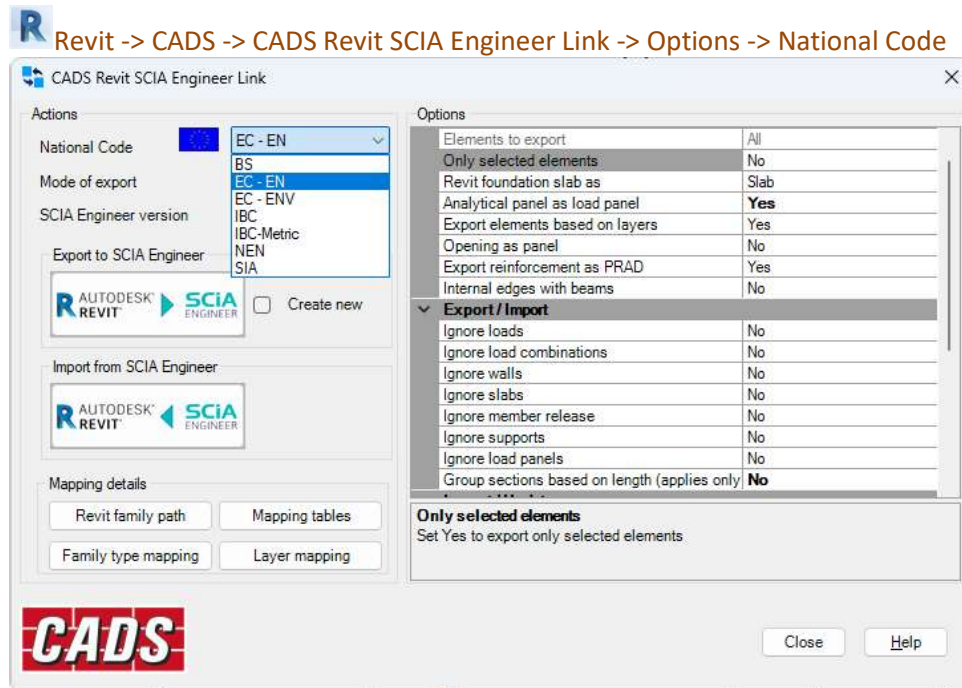 R Revit -> CADS -> CADS Revit SCIA Engineer Link -> Options -> National Code
CADS Revit SCIA Engineer Link
Actions
National Code EC - EN
BS
EC - EN
EC - ENV
IBC
IBC-Metric
NEN
SIA
Mode of export
SCIA Engineer version
Export to SCIA Engineer
R AUTODESK® REVIT® SCiA ENGINEER
Create new
Import from SCIA Engineer
R AUTODESK® REVIT® SCiA ENGINEER
Mapping details
Revit family path Mapping tables
Family type mapping Layer mapping
Options
Elements to export All
Only selected elements No
Revit foundation slab as Slab
Analytical panel as load panel Yes
Export elements based on layers Yes
Opening as panel No
Export reinforcement as PRAD Yes
Internal edges with beams No
Export / Import
Ignore loads No
Ignore load combinations No
Ignore walls No
Ignore slabs No
Ignore member release No
Ignore supports No
Ignore load panels No
Group sections based on length (applies only No
Only selected elements
Set Yes to export only selected elements
CADS
Close Help